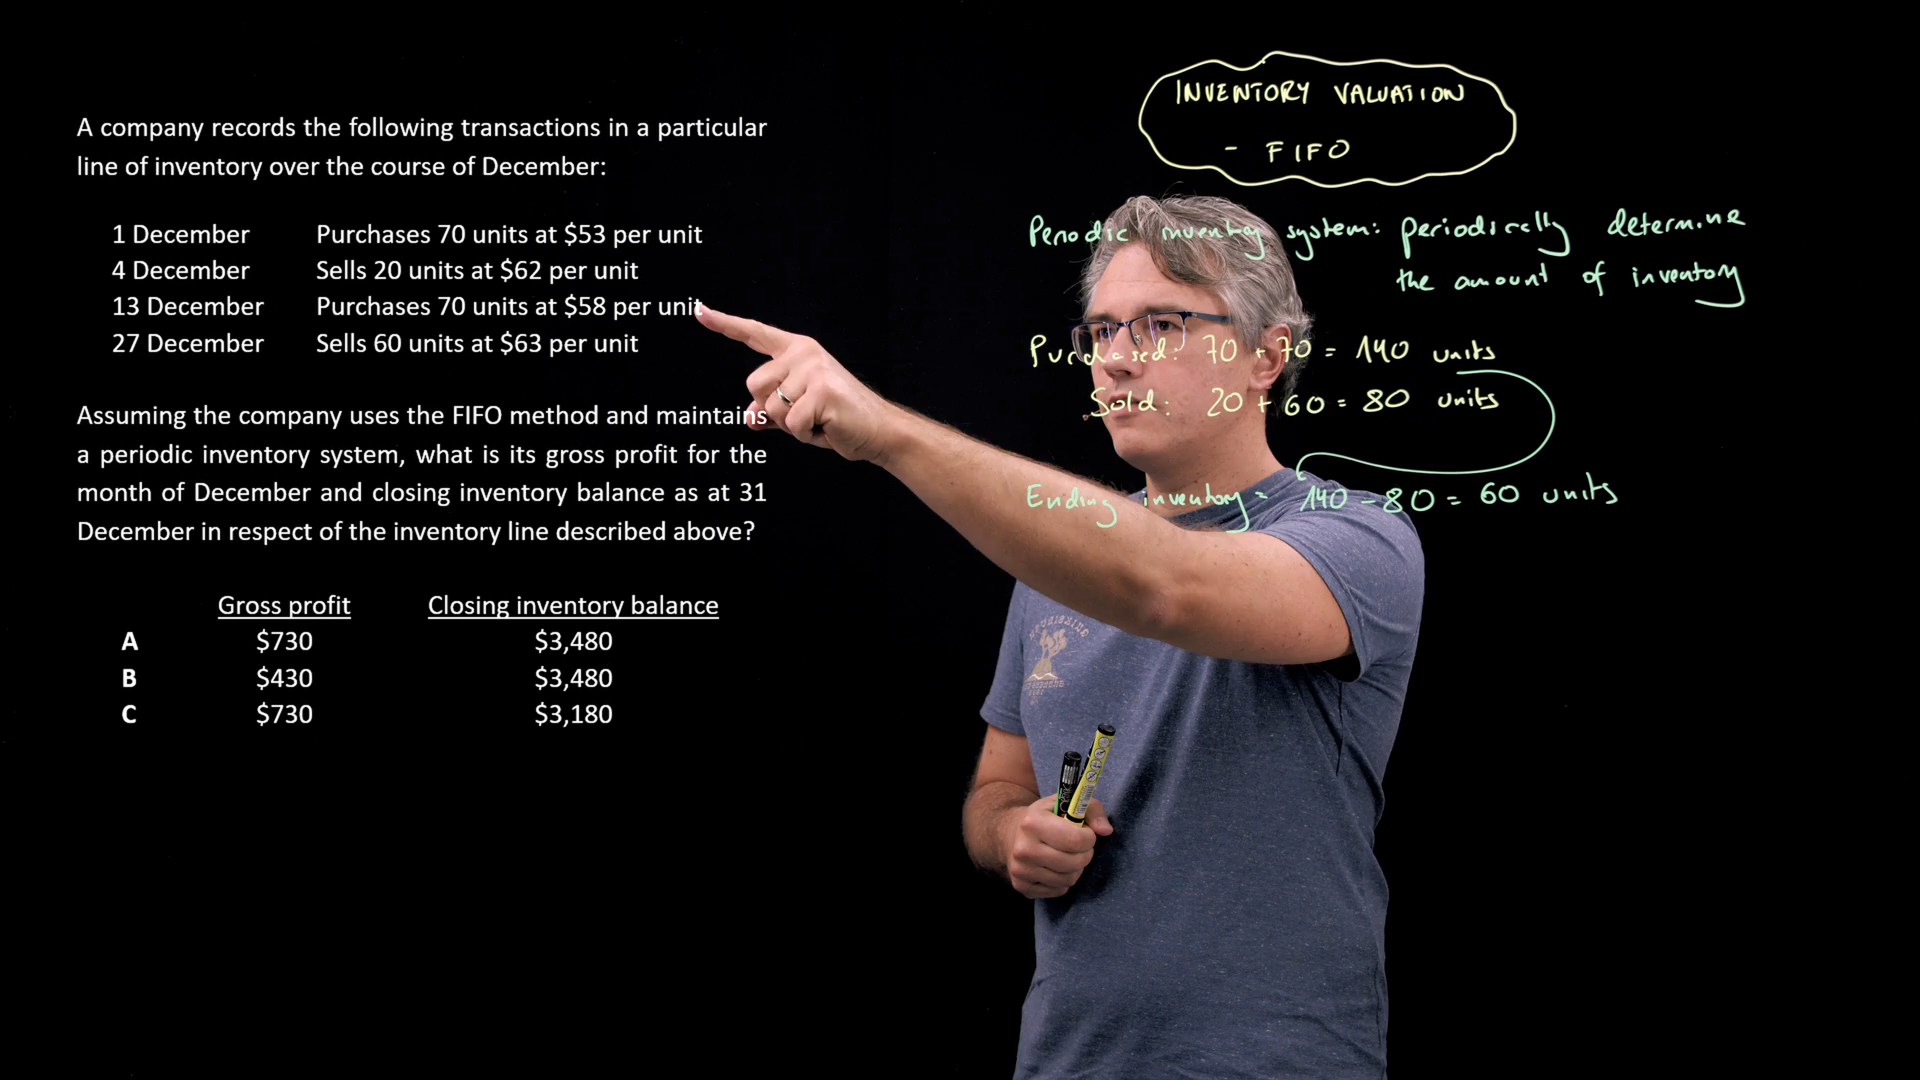 A company records the following transactions in a particular
line of inventory over the course of December:
1 December Purchases 70 units at $53 per unit
4 December Sells 20 units at $62 per unit
13 December Purchases 70 units at $58 per unit
27 December Sells 60 units at $63 per unit
Assuming the company uses the FIFO method and maintains
a periodic inventory system, what is its gross profit for the
month of December and closing inventory balance as at 31
December in respect of the inventory line described above?
Gross profit Closing inventory balance
A $730 $3,480
B $430 $3,480
C $730 $3,180
INVENTORY VALUATION
- FIFO
Periodic inventory system: periodically determine
the amount of inventory
Purchased: 70 + 70 = 140 units
Sold: 20 + 60 = 80 units
Ending inventory = 140 - 80 = 60 units